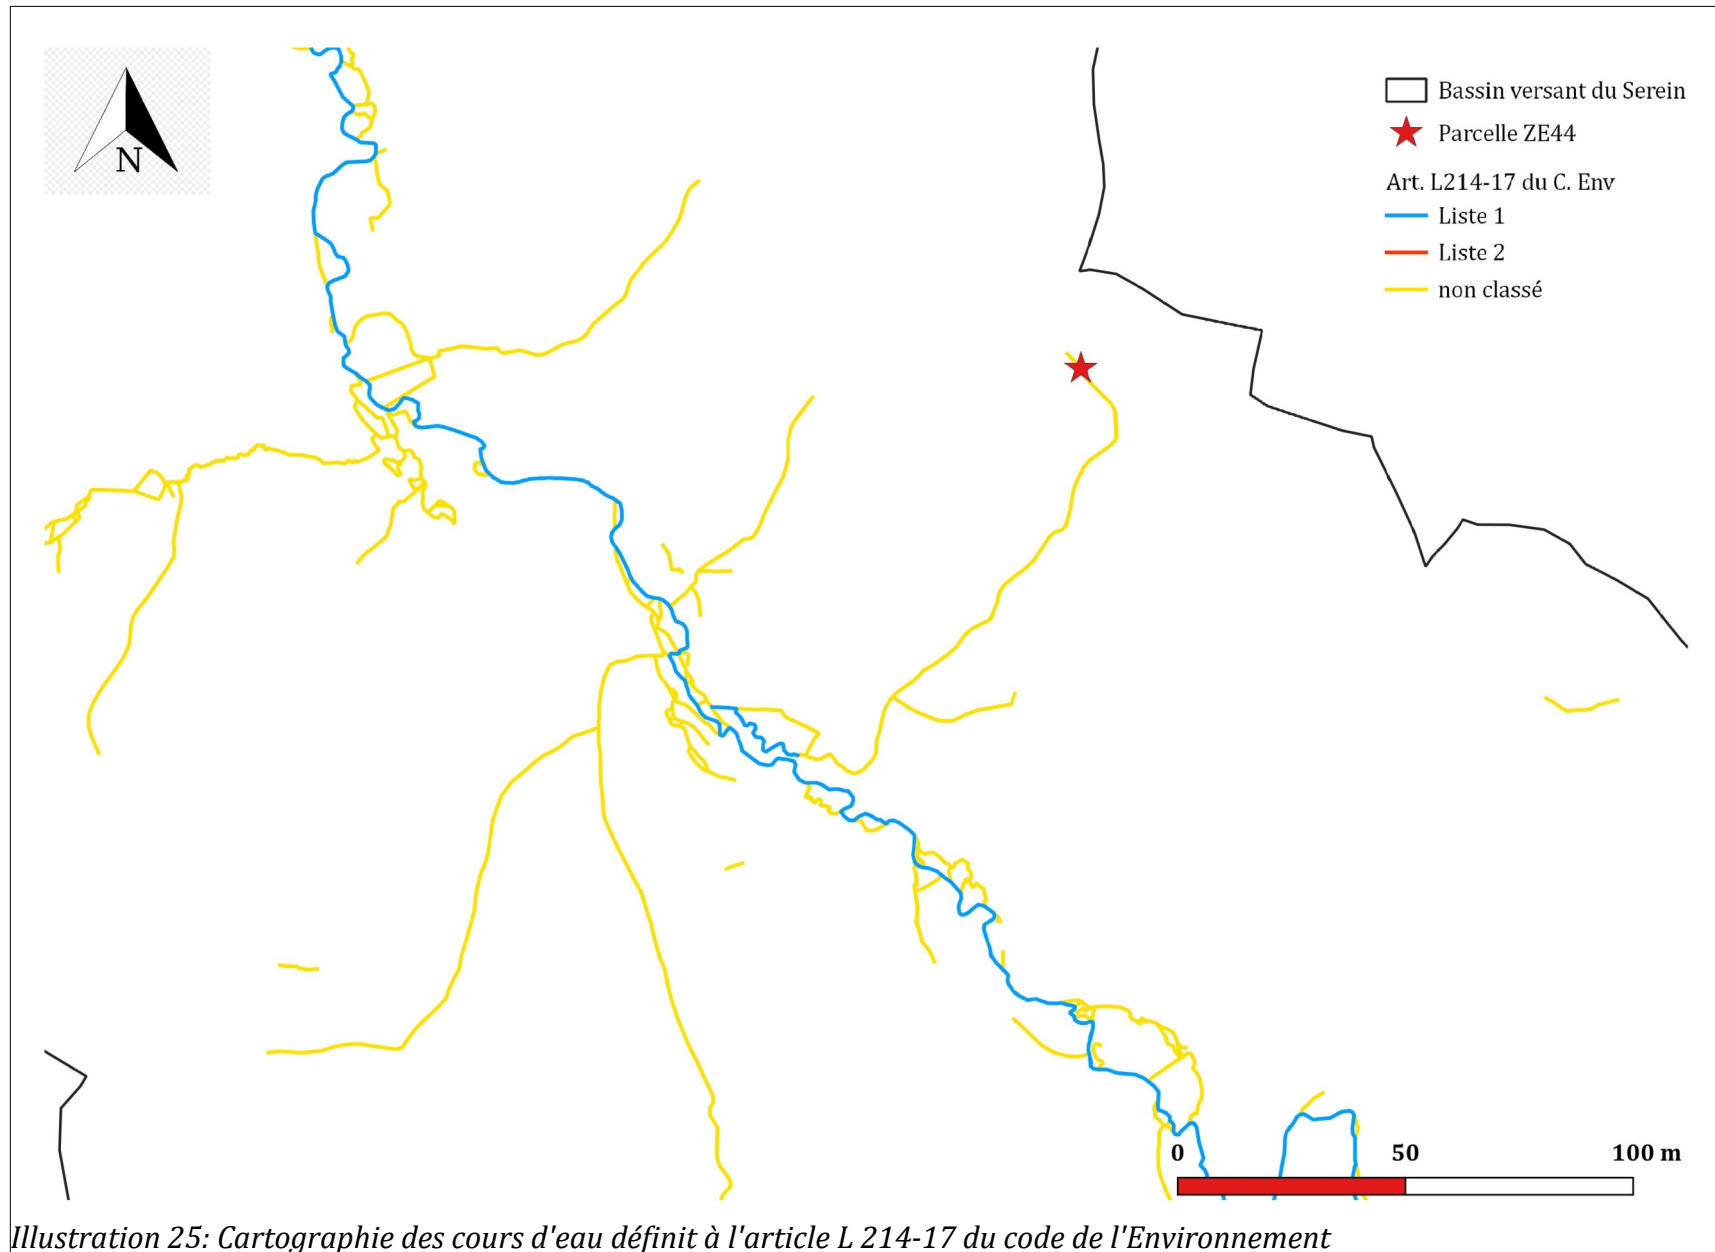 N
Bassin versant du Serein
Parcelle ZE44
Art. L214-17 du C. Env
Liste 1
Liste 2
non classé
0 50 100 m
Illustration 25: Cartographie des cours d'eau définit à l'article L 214-17 du code de l'Environnement